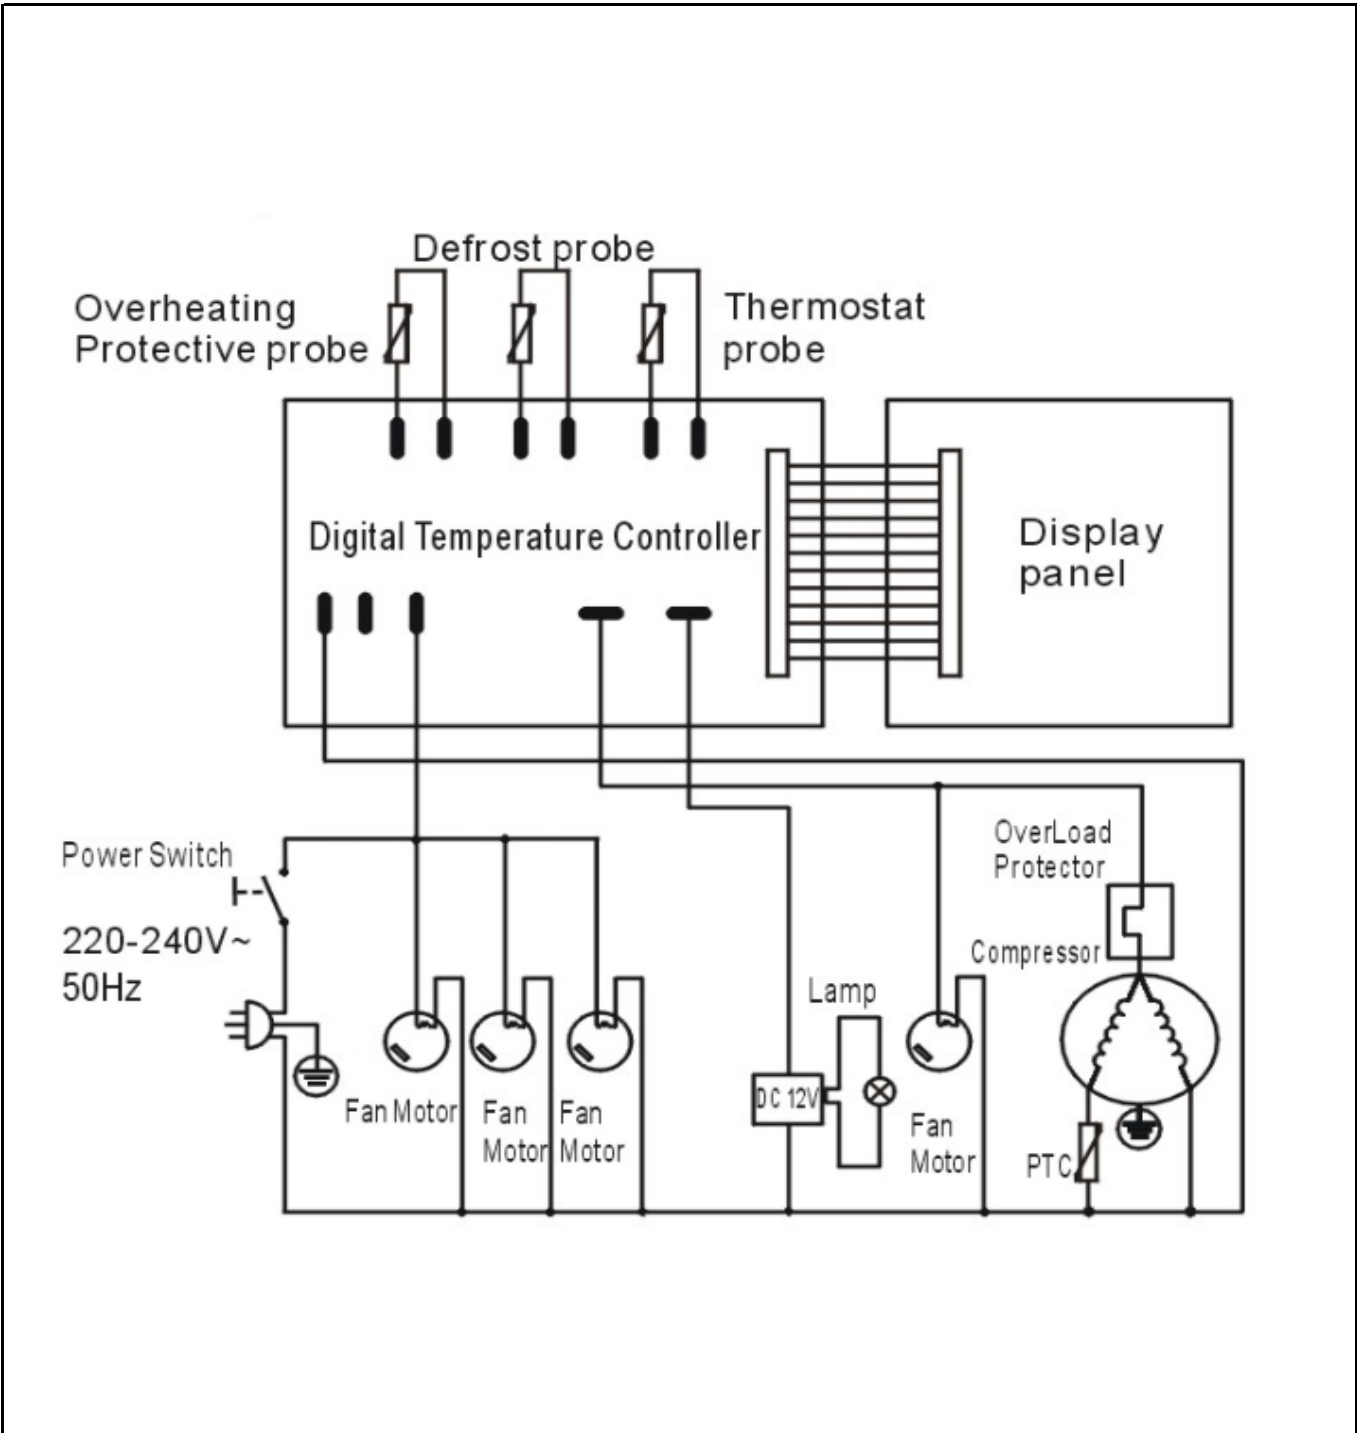 Defrost probe
Overheating
Protective probe
Thermostat
probe
Digital Temperature Controller
Display
panel
Power Switch
220-240V~
50Hz
OverLoad
Protector
Compressor
Lamp
DC 12V
Fan Motor
Fan
Motor
Fan
Motor
Fan
Motor
PTC